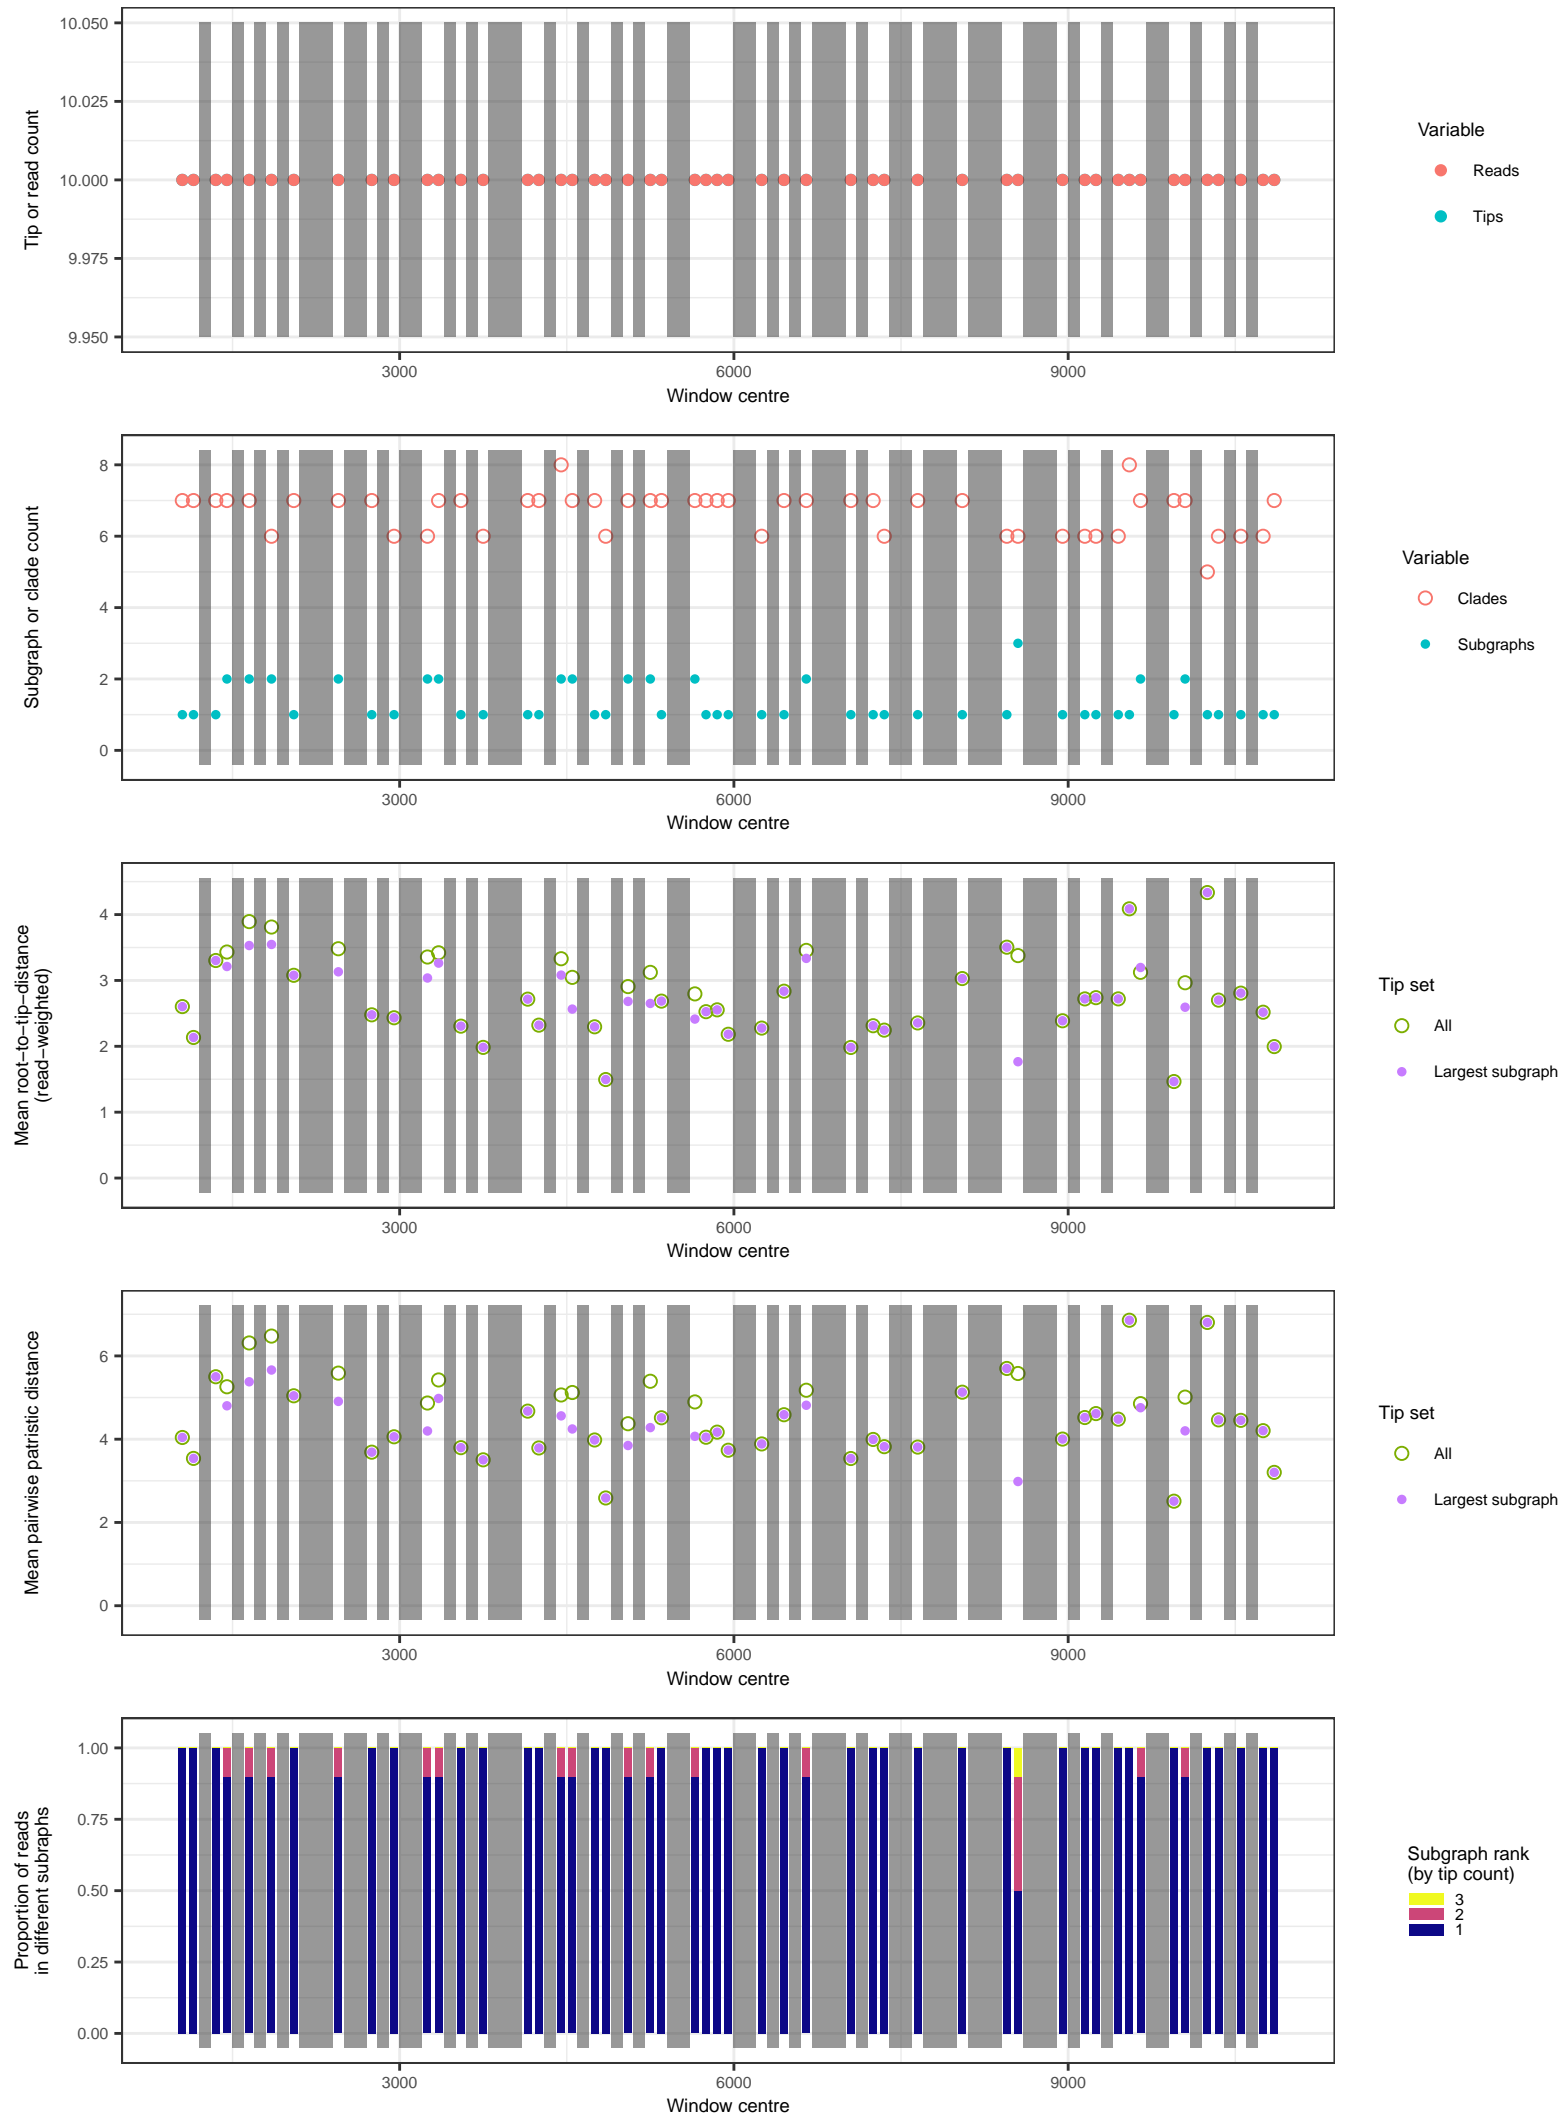 10.050
10.025
10.000
9.975
9.950
Tip or read count
3000
6000
9000
Window centre
Variable
Reads
Tips
8
6
4
2
0
Subgraph or clade count
3000
6000
9000
Window centre
Variable
Clades
Subgraphs
4
3
2
1
0
Mean root−to−tip−distance
(read−weighted)
3000
6000
9000
Window centre
Tip set
All
Largest subgraph
6
4
2
0
Mean pairwise patristic distance
3000
6000
9000
Window centre
Tip set
All
Largest subgraph
1.00
0.75
0.50
0.25
0.00
Proportion of reads
in different subraphs
3000
6000
9000
Window centre
Subgraph rank
(by tip count)
3
2
1